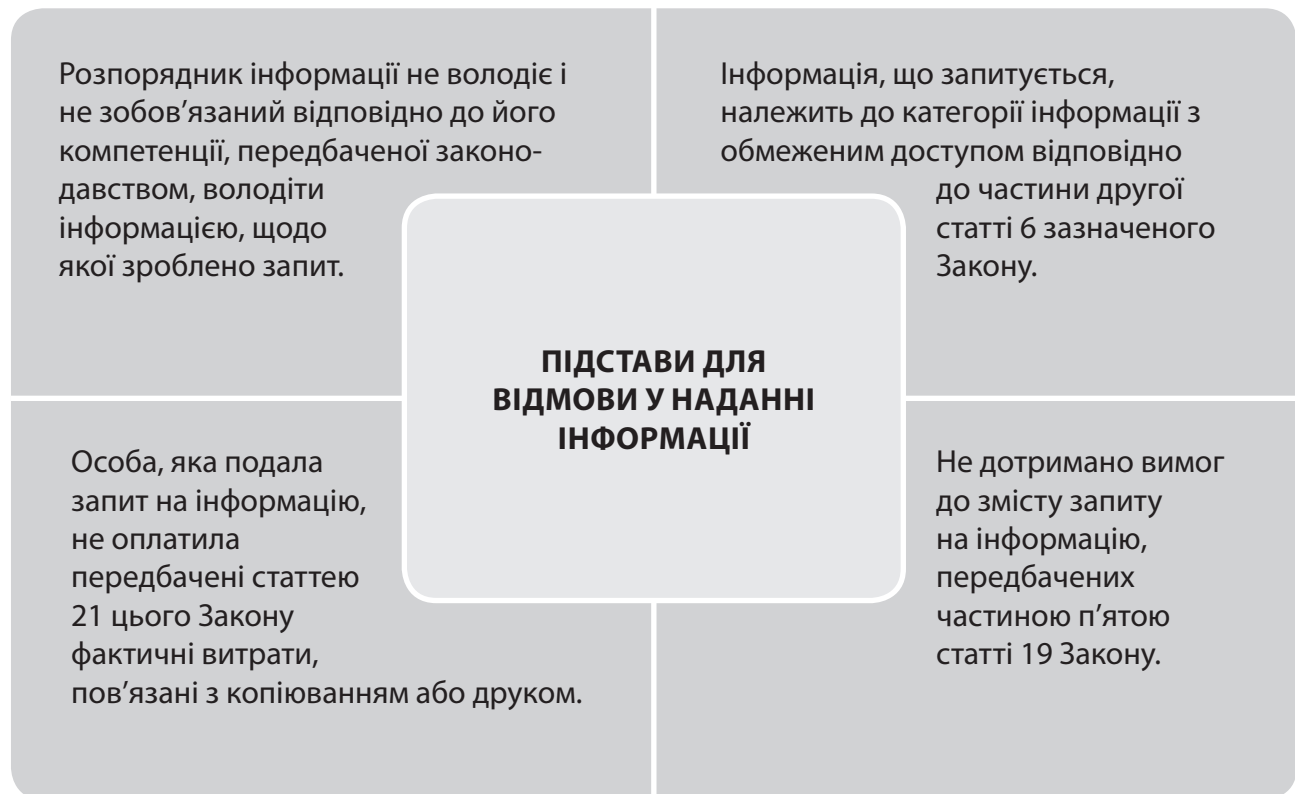 Розпорядник інформації не володіє і
не зобов’язаний відповідно до його
компетенції, передбаченої законо-
давством, володіти
інформацією, щодо
якої зроблено запит.
Інформація, що запитується,
належить до категорії інформації з
обмеженим доступом відповідно
до частини другої
статті 6 зазначеного
Закону.
ПІДСТАВИ ДЛЯ
ВІДМОВИ У НАДАННІ
ІНФОРМАЦІЇ
Особа, яка подала
запит на інформацію,
не оплатила
передбачені статтею
21 цього Закону
фактичні витрати,
пов’язані з копіюванням або друком.
Не дотримано вимог
до змісту запиту
на інформацію,
передбачених
частиною п’ятою
статті 19 Закону.